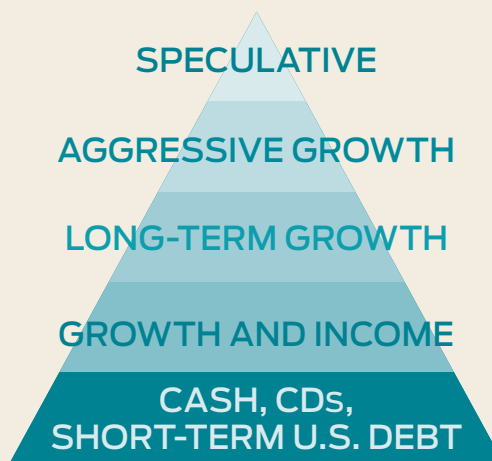 SPECULATIVE
AGGRESSIVE GROWTH
LONG-TERM GROWTH
GROWTH AND INCOME
CASH, CDs,
SHORT-TERM U.S. DEBT